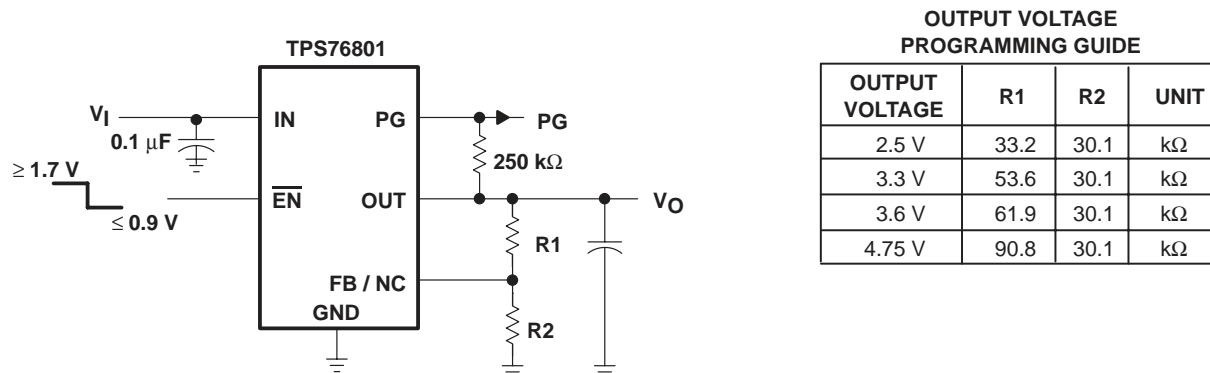 TPS76801
VI
0.1 μF
≥ 1.7 V
≤ 0.9 V
IN
EN
PG
OUT
FB / NC
GND
PG
250 kΩ
VO
R1
R2
OUTPUT VOLTAGE
PROGRAMMING GUIDE
OUTPUT VOLTAGE R1 R2 UNIT
2.5 V 33.2 30.1 kΩ
3.3 V 53.6 30.1 kΩ
3.6 V 61.9 30.1 kΩ
4.75 V 90.8 30.1 kΩ